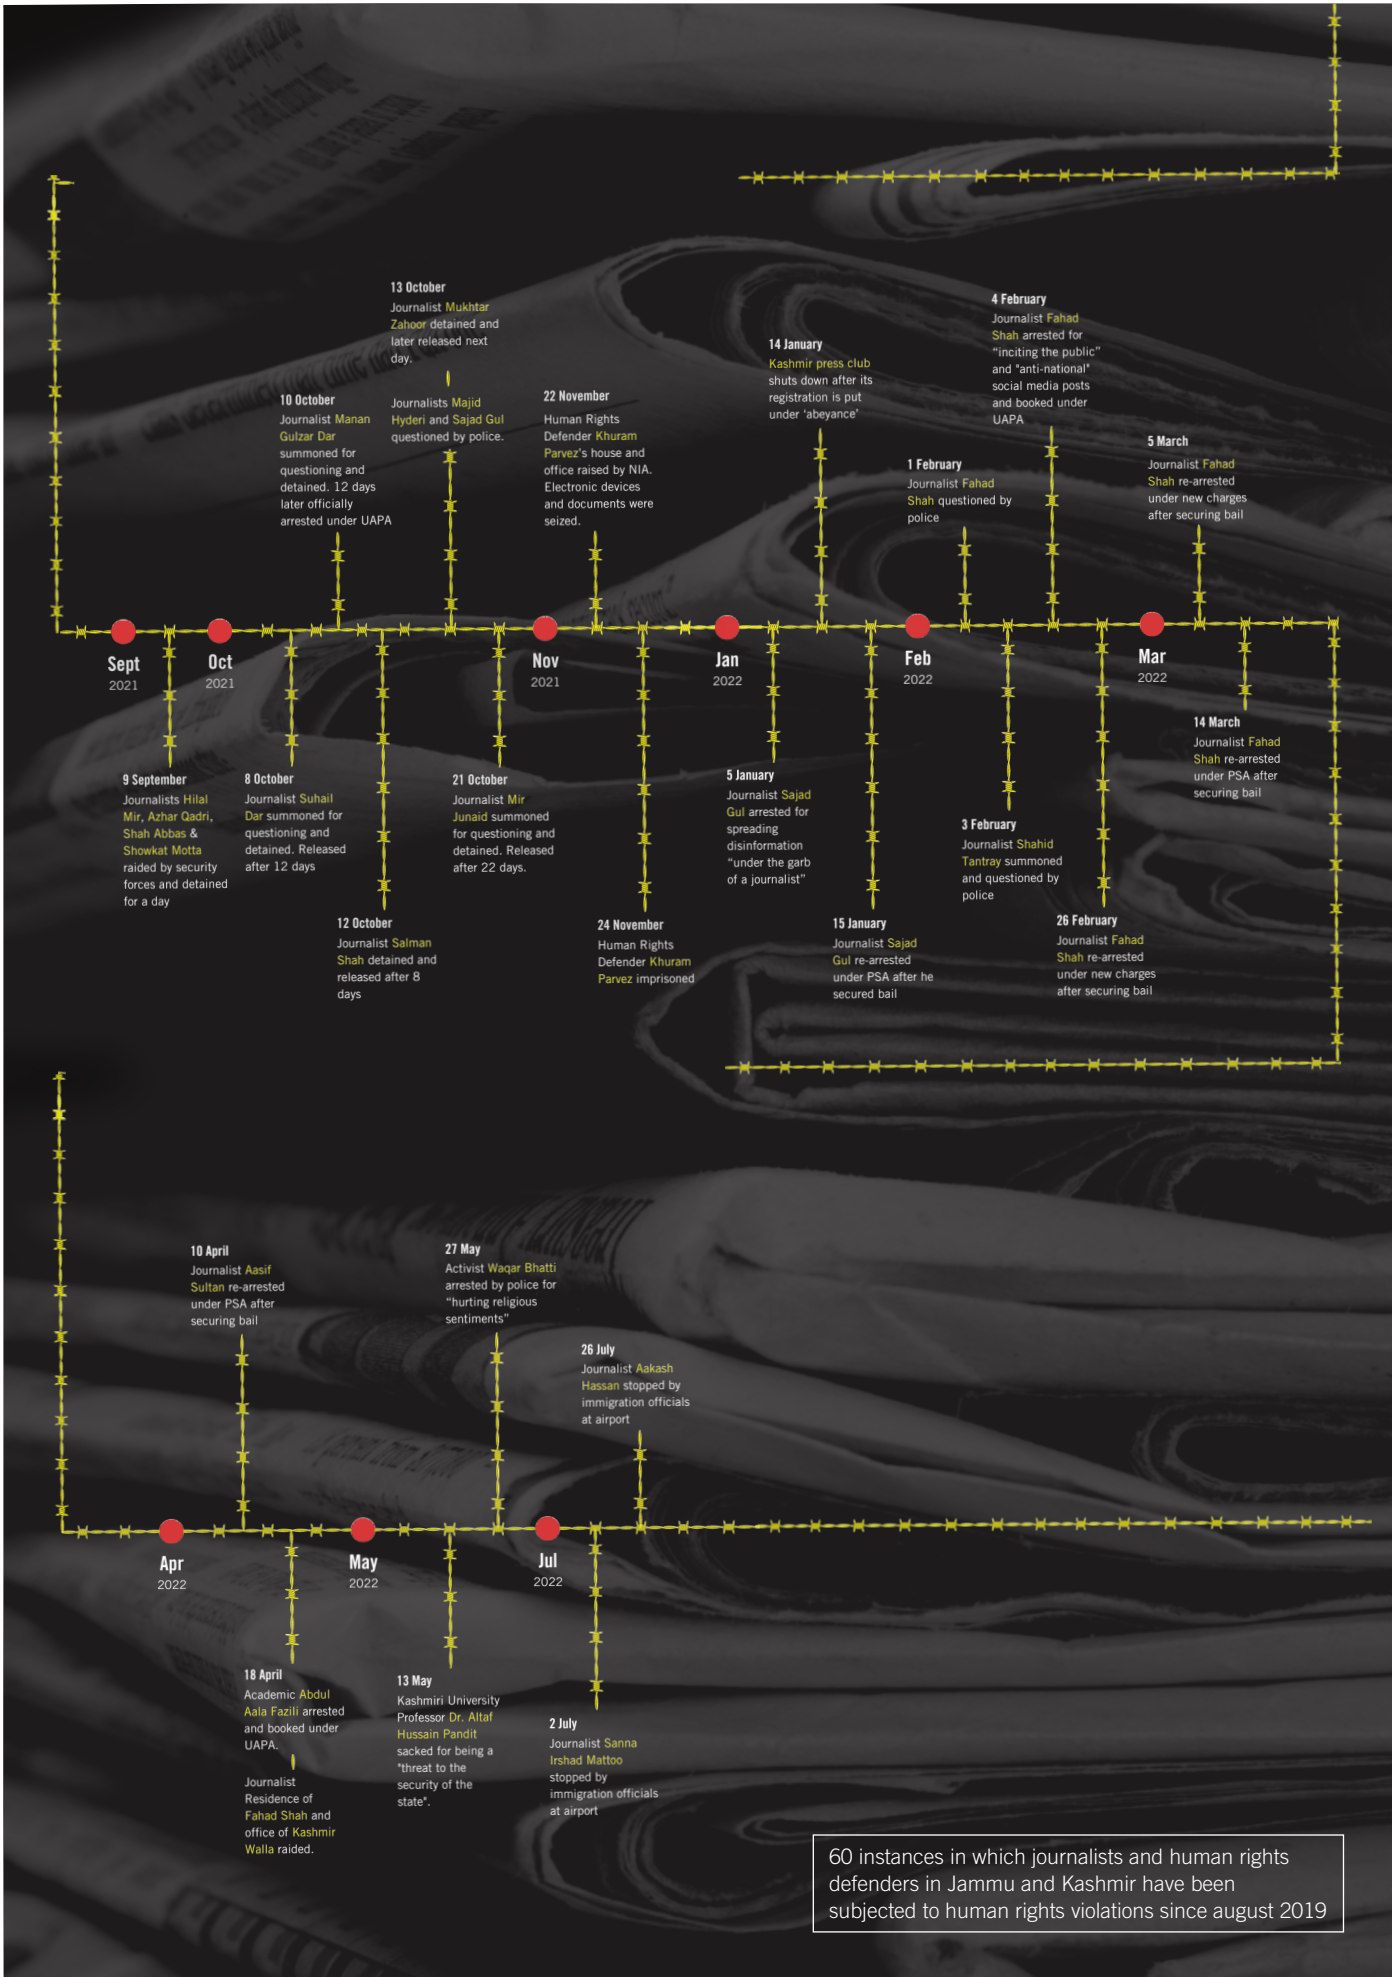 13 October
Journalist Mukhtar
Zahoor detained and
later released next
day.
Journalists Majid
Hyderi and Sajad Gul
questioned by police.
10 October
Journalist Manan
Gulzar Dar
summoned for
questioning and
detained. 12 days
later officially
arrested under UAPA
22 November
Human Rights
Defender Khuram
Parvez's house and
office raised by NIA.
Electronic devices
and documents were
seized.
14 January
Kashmir press club
shuts down after its
registration is put
under ‘abeyance’
4 February
Journalist Fahad
Shah arrested for
“inciting the public”
and "anti-national"
social media posts
and booked under
UAPA
1 February
Journalist Fahad
Shah questioned by
police
5 March
Journalist Fahad
Shah re-arrested
under new charges
after securing bail
Sept
2021
Oct
2021
Nov
2021
Jan
2022
Feb
2022
Mar
2022
9 September
Journalists Hilal
Mir, Azhar Qadri,
Shah Abbas &
Showkat Motta
raided by security
forces and detained
for a day
8 October
Journalist Suhail
Dar summoned for
questioning and
detained. Released
after 12 days
12 October
Journalist Salman
Shah detained and
released after 8
days
21 October
Journalist Mir
Junaid summoned
for questioning and
detained. Released
after 22 days.
24 November
Human Rights
Defender Khuram
Parvez imprisoned
5 January
Journalist Sajad
Gul arrested for
spreading
disinformation
“under the garb
of a journalist”
15 January
Journalist Sajad
Gul re-arrested
under PSA after he
secured bail
3 February
Journalist Shahid
Tantray summoned
and questioned by
police
26 February
Journalist Fahad
Shah re-arrested
under new charges
after securing bail
14 March
Journalist Fahad
Shah re-arrested
under PSA after
securing bail
10 April
Journalist Aasif
Sultan re-arrested
under PSA after
securing bail
27 May
Activist Waqar Bhatti
arrested by police for
“hurting religious
sentiments”
26 July
Journalist Aakash
Hassan stopped by
immigration officials
at airport
Apr
2022
May
2022
Jul
2022
18 April
Academic Abdul
Aala Fazili arrested
and booked under
UAPA.
Journalist
Residence of
Fahad Shah and
office of Kashmir
Walla raided.
13 May
Kashmiri University
Professor Dr. Altaf
Hussain Pandit
sacked for being a
"threat to the
security of the
state".
2 July
Journalist Sanna
Irshad Mattoo
stopped by
immigration officials
at airport
60 instances in which journalists and human rights
defenders in Jammu and Kashmir have been
subjected to human rights violations since august 2019